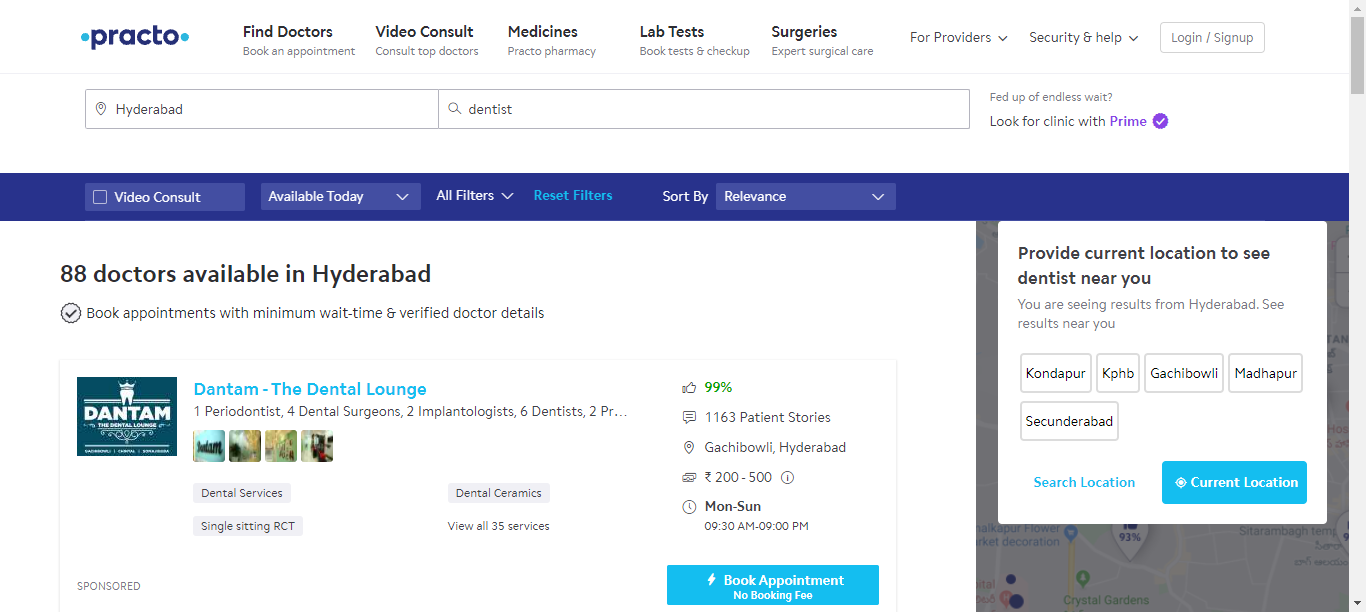 practo
Find Doctors
Book an appointment
Video Consult
Consult top doctors
Medicines
Practo pharmacy
Lab Tests
Book tests & checkup
Surgeries
Expert surgical care
For Providers
Security & help
Login / Signup
Hyderabad
dentist
Fed up of endless wait?
Look for clinic with Prime
Video Consult
Available Today
All Filters
Reset Filters
Sort By
Relevance
88 doctors available in Hyderabad
Book appointments with minimum wait-time & verified doctor details
DANTAM
THE DENTAL LOUNGE
GACHIBOWLI | CHINTAL | SURAJGUDA
Dantam - The Dental Lounge
1 Periodontist, 4 Dental Surgeons, 2 Implantologists, 6 Dentists, 2 Pr...
Dental Services
Dental Ceramics
Single sitting RCT
View all 35 services
SPONSORED
99%
1163 Patient Stories
Gachibowli, Hyderabad
₹ 200 - 500
Mon-Sun
09:30 AM-09:00 PM
Book Appointment
No Booking Fee
Provide current location to see
dentist near you
You are seeing results from Hyderabad. See
results near you
Kondapur
Kphb
Gachibowli
Madhapur
Secunderabad
Search Location
Current Location
alkapur Flower
rket decoration
93%
Sitarambagh temp
Crystal Gardens